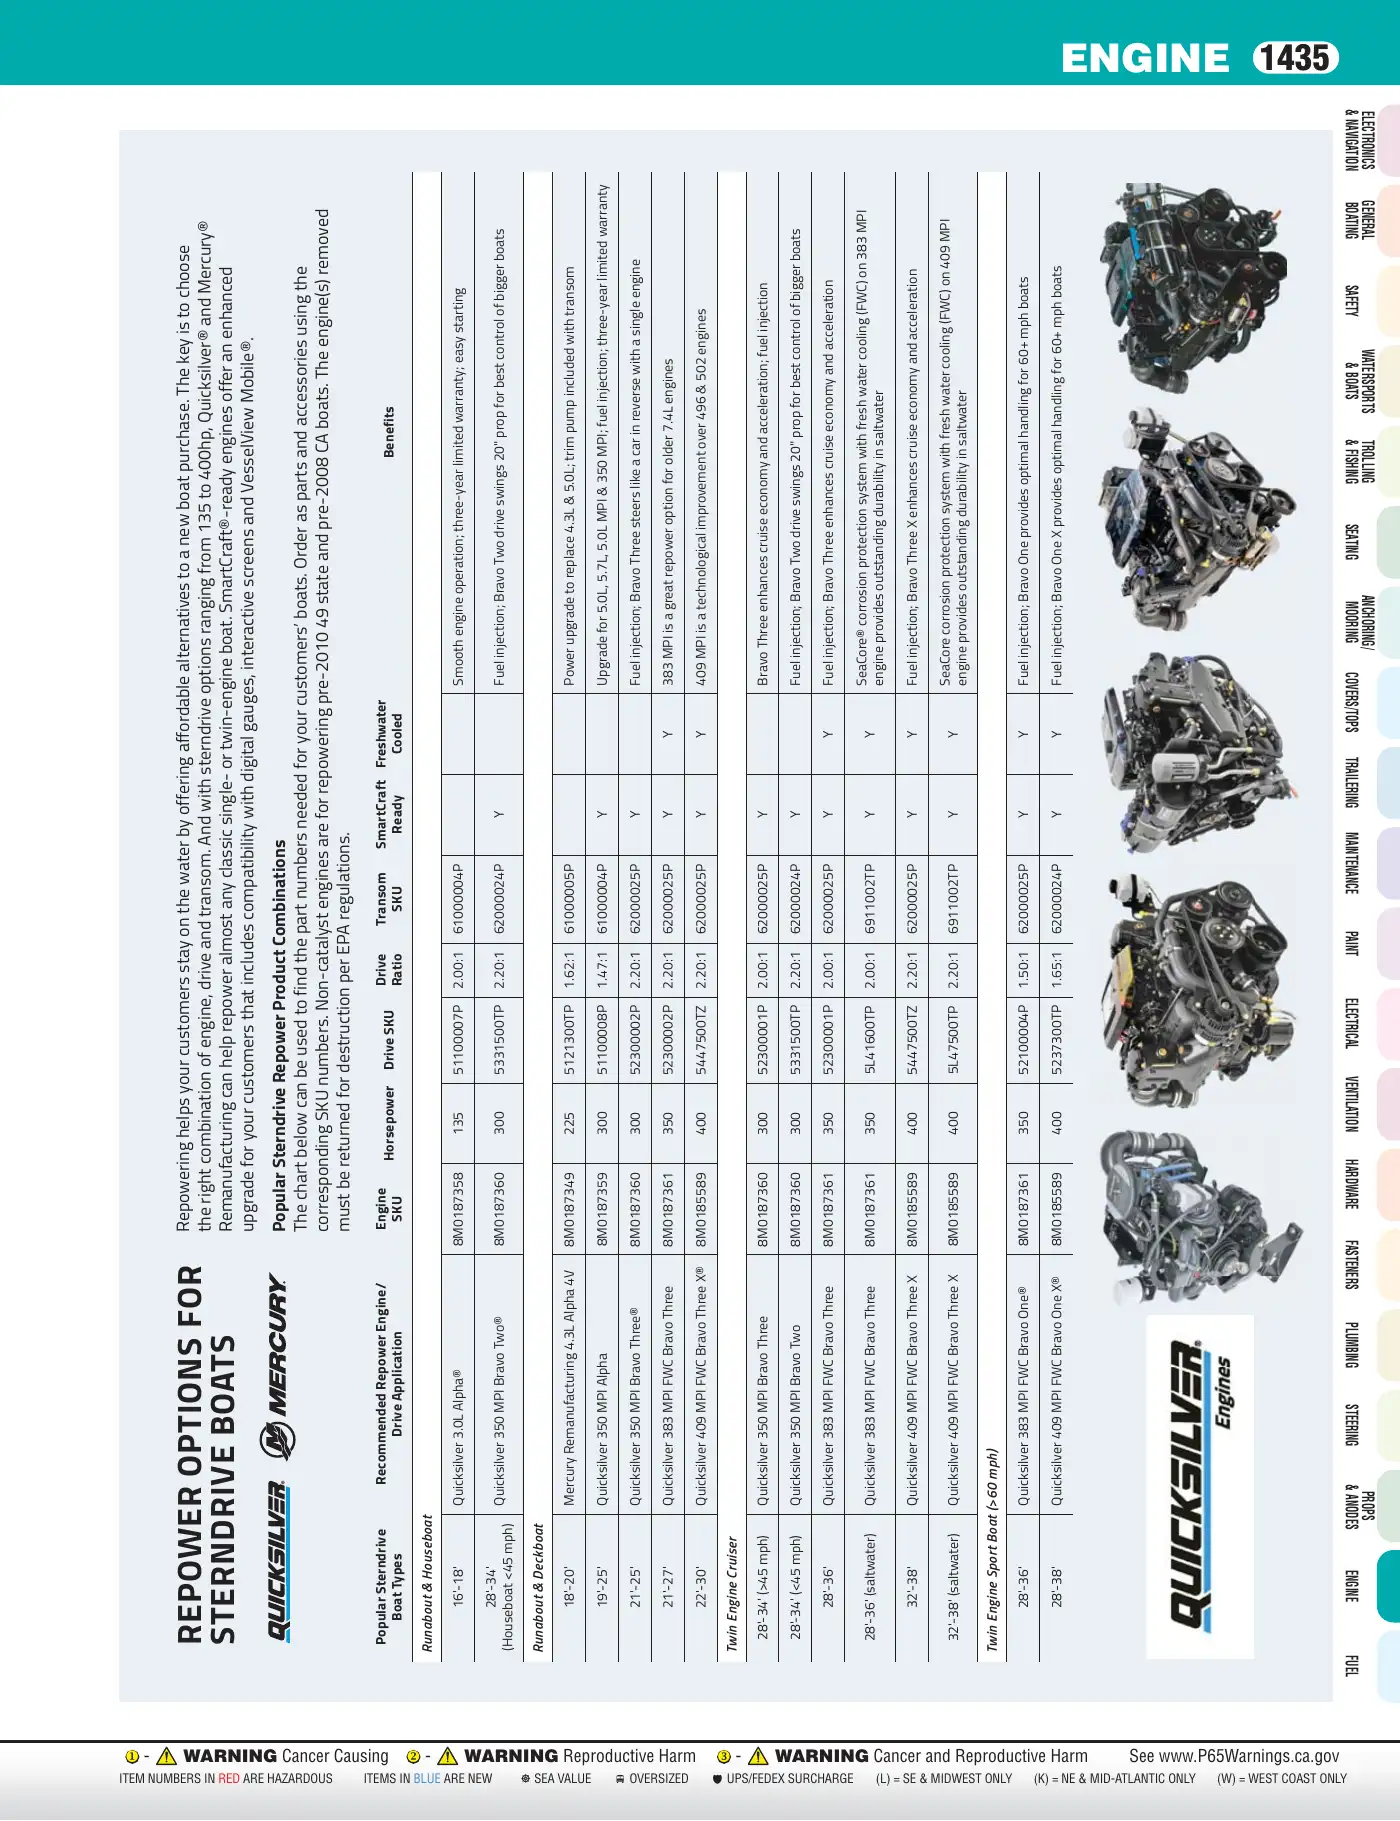 ENGINE 1435
REPOWER OPTIONS FOR
STERNDRIVE BOATS
QUICKSILVER® MERCURY
Repowering helps your customers stay on the water by offering affordable alternatives to a new boat purchase. The key is to choose
the right combination of engine, drive and transom. And with sterndrive options ranging from 135 to 400hp, Quicksilver® and Mercury®
Remanufacturing can help repower almost any classic single- or twin-engine boat. SmartCraft®-ready engines offer an enhanced
upgrade for your customers that includes compatibility with digital gauges, interactive screens and VesselView Mobile®.
Popular Sterndrive Repower Product Combinations
The chart below can be used to find the part numbers needed for your customers' boats. Order as parts and accessories using the
corresponding SKU numbers. Non-catalyst engines are for repowering pre-2010 49 state and pre-2008 CA boats. The engine(s) removed
must be returned for destruction per EPA regulations.
Popular Sterndrive Boat Types Recommended Repower Engine/ Drive Application Engine SKU Horsepower Drive SKU Drive Ratio Transom SKU SmartCraft Ready Freshwater Cooled Benefits
Runabout & Houseboat
16'-18' Quicksilver 3.0L Alpha® 8M0187358 135 51100007P 2.00:1 61000004P Smooth engine operation; three-year limited warranty; easy starting
28'-34' (Houseboat <45 mph) Quicksilver 350 MPI Bravo Two® 8M0187360 300 5331500TP 2.20:1 62000024P Y Fuel injection; Bravo Two drive swings 20" prop for best control of bigger boats
Runabout & Deckboat
18'-20' Mercury Remanufacturing 4.3L Alpha 4V 8M0187349 225 5121300TP 1.62:1 61000005P Power upgrade to replace 4.3L & 5.0L; trim pump included with transom
19'-25' Quicksilver 350 MPI Alpha 8M0187359 300 51100008P 1.47:1 61000004P Y Upgrade for 5.0L, 5.7L, 5.0L MPI & 350 MPI; fuel injection; three-year limited warranty
21'-25' Quicksilver 350 MPI Bravo Three® 8M0187360 300 52300002P 2.20:1 62000025P Y Fuel injection; Bravo Three steers like a car in reverse with a single engine
21'-27' Quicksilver 383 MPI FWC Bravo Three 8M0187361 350 52300002P 2.20:1 62000025P Y Y 383 MPI is a great repower option for older 7.4L engines
22'-30' Quicksilver 409 MPI FWC Bravo Three X® 8M0185589 400 5447500TZ 2.20:1 62000025P Y Y 409 MPI is a technological improvement over 496 & 502 engines
Twin Engine Cruiser
28'-34' (>45 mph) Quicksilver 350 MPI Bravo Three 8M0187360 300 52300001P 2.00:1 62000025P Y Bravo Three enhances cruise economy and acceleration; fuel injection
28'-34' (<45 mph) Quicksilver 350 MPI Bravo Two 8M0187360 300 5331500TP 2.20:1 62000024P Y Fuel injection; Bravo Two drive swings 20" prop for best control of bigger boats
28'-36' Quicksilver 383 MPI FWC Bravo Three 8M0187361 350 52300001P 2.00:1 62000025P Y Y Fuel injection; Bravo Three enhances cruise economy and acceleration
28'-36' (saltwater) Quicksilver 383 MPI FWC Bravo Three 8M0187361 350 5L41600TP 2.00:1 6911002TP Y Y SeaCore® corrosion protection system with fresh water cooling (FWC) on 383 MPI
engine provides outstanding durability in saltwater
32'-38' Quicksilver 409 MPI FWC Bravo Three X 8M0185589 400 5447500TZ 2.20:1 62000025P Y Y Fuel injection; Bravo Three X enhances cruise economy and acceleration
32'-38' (saltwater) Quicksilver 409 MPI FWC Bravo Three X 8M0185589 400 5L47500TP 2.20:1 6911002TP Y Y SeaCore corrosion protection system with fresh water cooling (FWC) on 409 MPI
engine provides outstanding durability in saltwater
Twin Engine Sport Boat (>60 mph)
28'-36' Quicksilver 383 MPI FWC Bravo One® 8M0187361 350 52100004P 1.50:1 62000025P Y Y Fuel injection; Bravo One provides optimal handling for 60+ mph boats
28'-38' Quicksilver 409 MPI FWC Bravo One X® 8M0185589 400 5237300TP 1.65:1 62000024P Y Y Fuel injection; Bravo One X provides optimal handling for 60+ mph boats
QUICKSILVER®
Engines
ELECTRONICS
& NAVIGATION
GENERAL
BOATING
SAFETY
WATERSPORTS
& BOATS
TROLLING
& FISHING
SEATING
ANCHORING/
MOORING
COVERS/TOPS
TRAILERING
MAINTENANCE
PAINT
ELECTRICAL
VENTILATION
HARDWARE
FASTENERS
PLUMBING
STEERING
PROPS
& ANODES
ENGINE
FUEL
1 - WARNING Cancer Causing 2 - WARNING Reproductive Harm 3 - WARNING Cancer and Reproductive Harm See www.P65Warnings.ca.gov
ITEM NUMBERS IN RED ARE HAZARDOUS ITEMS IN BLUE ARE NEW SEA VALUE OVERSIZED UPS/FEDEX SURCHARGE (L) = SE & MIDWEST ONLY (K) = NE & MID-ATLANTIC ONLY (W) = WEST COAST ONLY